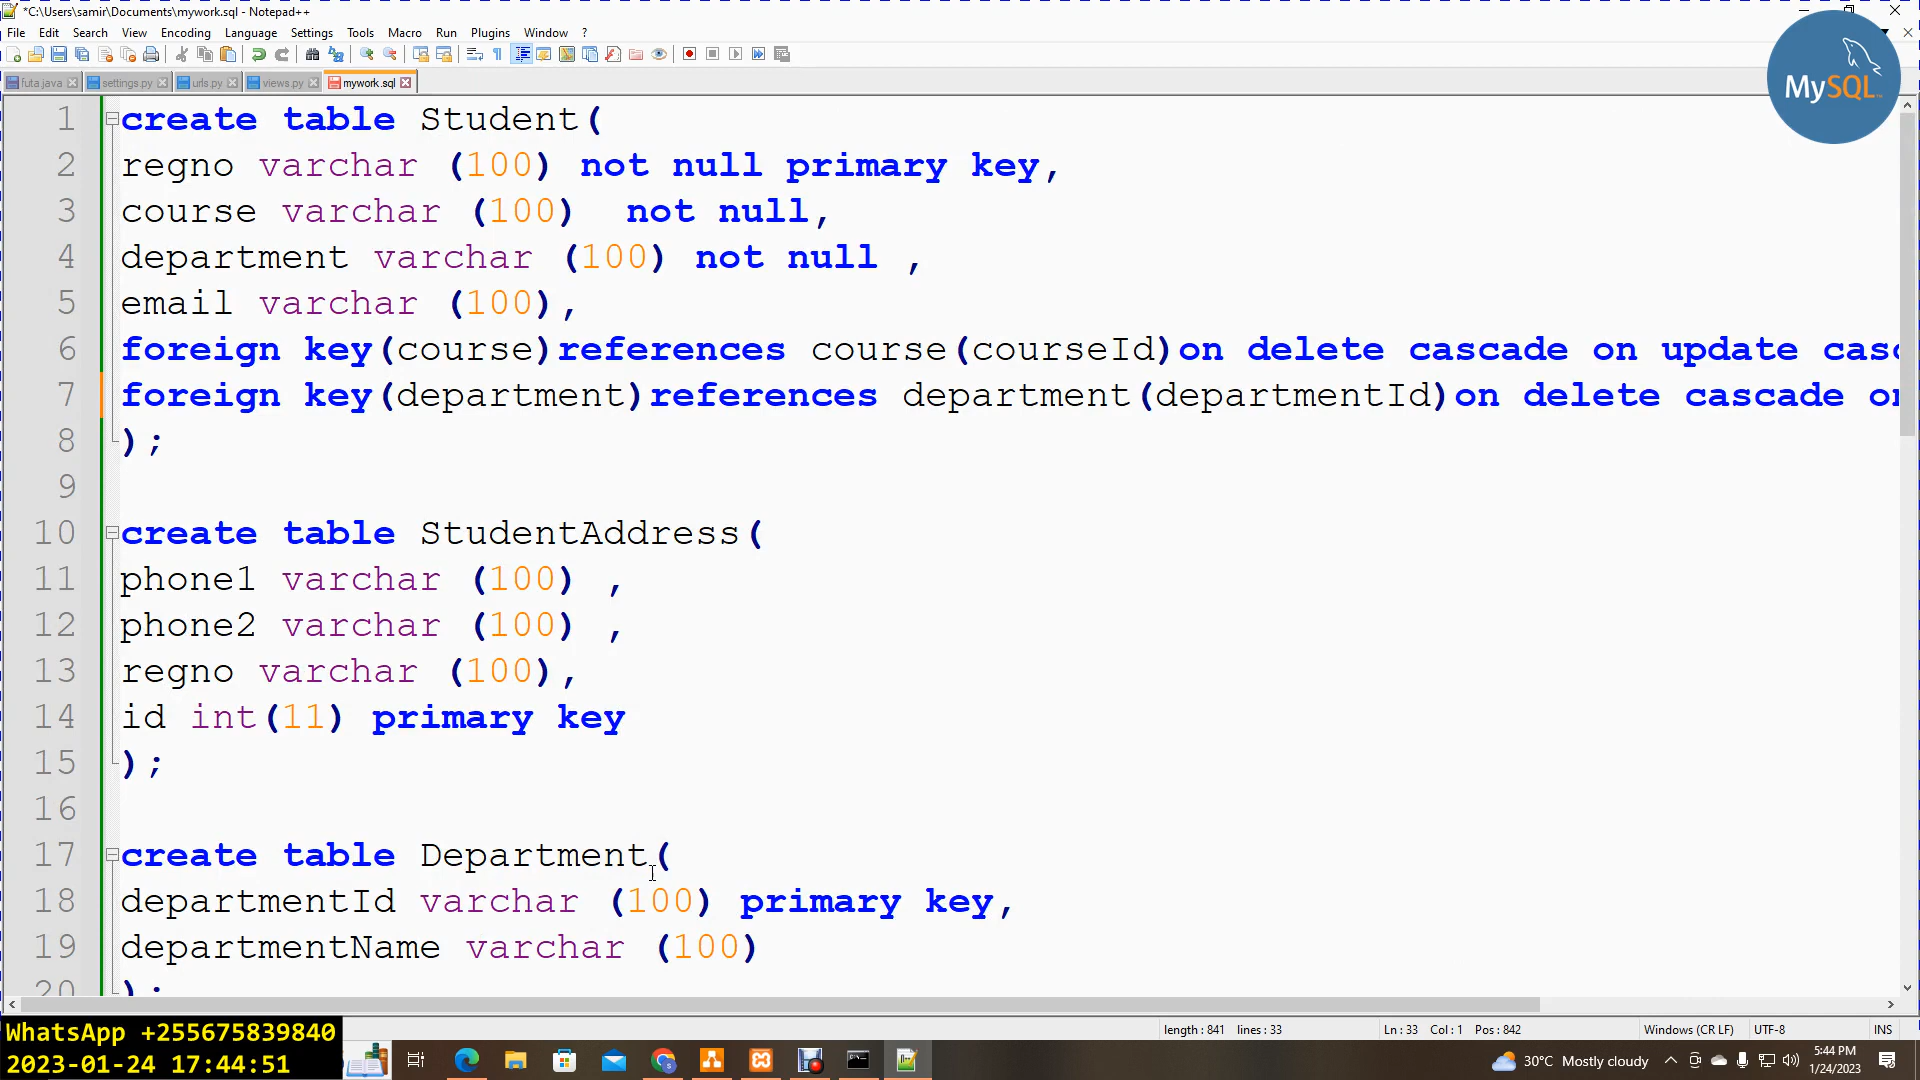 *C:\Users\samir\Documents\mywork.sql - Notepad++
File Edit Search View Encoding Language Settings Tools Macro Run Plugins Window ?
futa.java settings.py urls.py views.py mywork.sql
MySQL
1 create table Student(
2 regno varchar (100) not null primary key,
3 course varchar (100)  not null,
4 department varchar (100) not null ,
5 email varchar (100),
6 foreign key(course)references course(courseId)on delete cascade on update casc
7 foreign key(department)references department(departmentId)on delete cascade on
8 );
9
10 create table StudentAddress(
11 phone1 varchar (100) ,
12 phone2 varchar (100) ,
13 regno varchar (100),
14 id int(11) primary key
15 );
16
17 create table Department(
18 departmentId varchar (100) primary key,
19 departmentName varchar (100)
20 );
length : 841 lines : 33 Ln : 33 Col : 1 Pos : 842 Windows (CR LF) UTF-8 INS
WhatsApp +255675839840
2023-01-24 17:44:51
30°C Mostly cloudy
5:44 PM
1/24/2023